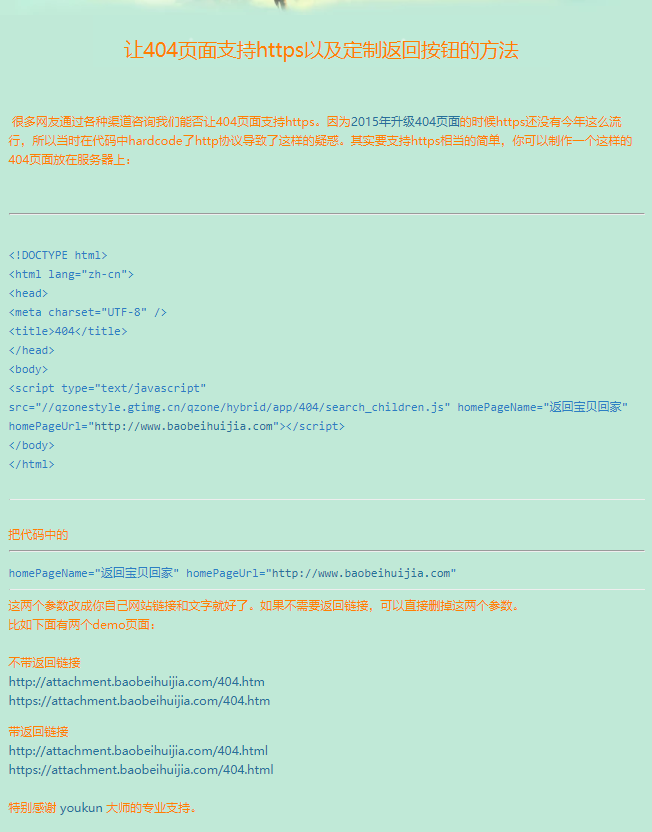 让404页面支持https以及定制返回按钮的方法
很多网友通过各种渠道咨询我们能否让404页面支持https。因为2015年升级404页面的时候https还没有今年这么流
行，所以当时在代码中hardcode了http协议导致了这样的疑惑。其实要支持https相当的简单，你可以制作一个这样的
404页面放在服务器上：
<!DOCTYPE html>
<html lang="zh-cn">
<head>
<meta charset="UTF-8" />
<title>404</title>
</head>
<body>
<script type="text/javascript"
src="//qzonestyle.gtimg.cn/qzone/hybrid/app/404/search_children.js" homePageName="返回宝贝回家"
homePageUrl="http://www.baobeihuijia.com"></script>
</body>
</html>
把代码中的
homePageName="返回宝贝回家" homePageUrl="http://www.baobeihuijia.com"
这两个参数改成你自己网站链接和文字就好了。如果不需要返回链接，可以直接删掉这两个参数。
比如下面有两个demo页面：
不带返回链接
http://attachment.baobeihuijia.com/404.htm
https://attachment.baobeihuijia.com/404.htm
带返回链接
http://attachment.baobeihuijia.com/404.html
https://attachment.baobeihuijia.com/404.html
特别感谢 youkun 大师的专业支持。